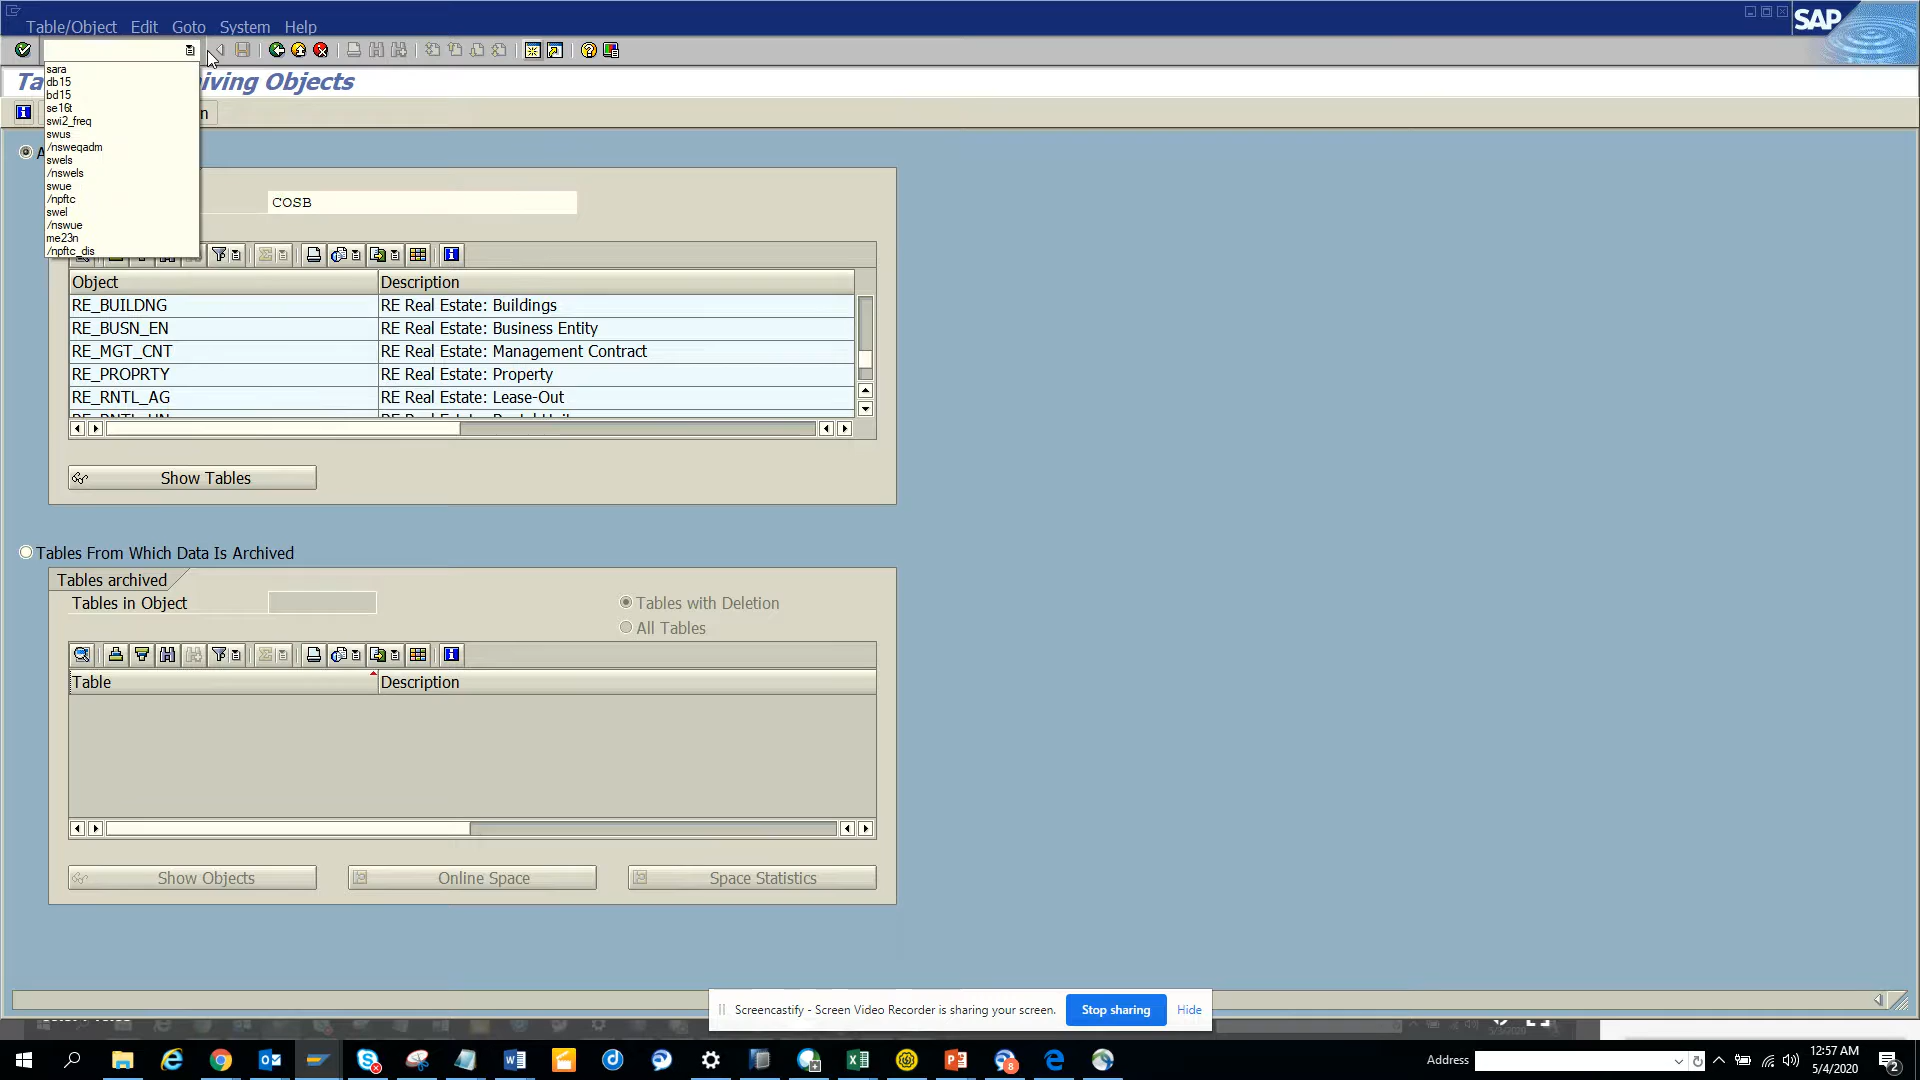 Table/Object Edit Goto System Help
SAP
sara
db15
bd15
se16t
swi2_freq
swus
/nsweqadm
swels
/nswels
swue
/npftc
swel
/nswue
me23n
/npftc_dis
iving Objects
COSB
Object Description
RE_BUILDNG RE Real Estate: Buildings
RE_BUSN_EN RE Real Estate: Business Entity
RE_MGT_CNT RE Real Estate: Management Contract
RE_PROPRTY RE Real Estate: Property
RE_RNTL_AG RE Real Estate: Lease-Out
Show Tables
Tables From Which Data Is Archived
Tables archived
Tables in Object
Tables with Deletion
All Tables
Table Description
Show Objects Online Space Space Statistics
Screencastify - Screen Video Recorder is sharing your screen. Stop sharing Hide
Address
12:57 AM
5/4/2020
8
2